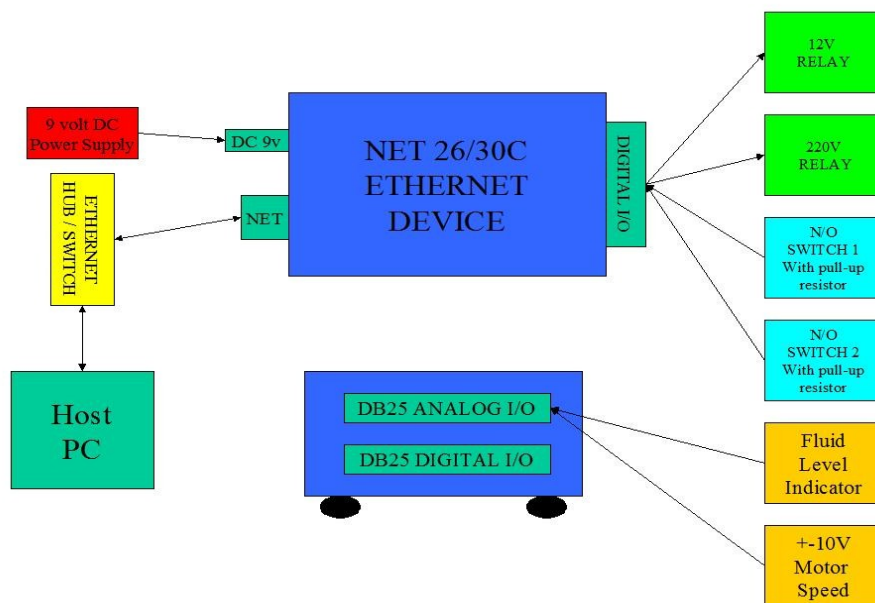 9 volt DC
Power Supply
ETHERNET
HUB / SWITCH
Host
PC
DC 9v
NET
NET 26/30C
ETHERNET
DEVICE
DIGITAL I/O
12V
RELAY
220V
RELAY
N/O
SWITCH 1
With pull-up
resistor
N/O
SWITCH 2
With pull-up
resistor
DB25 ANALOG I/O
DB25 DIGITAL I/O
Fluid
Level
Indicator
+-10V
Motor
Speed